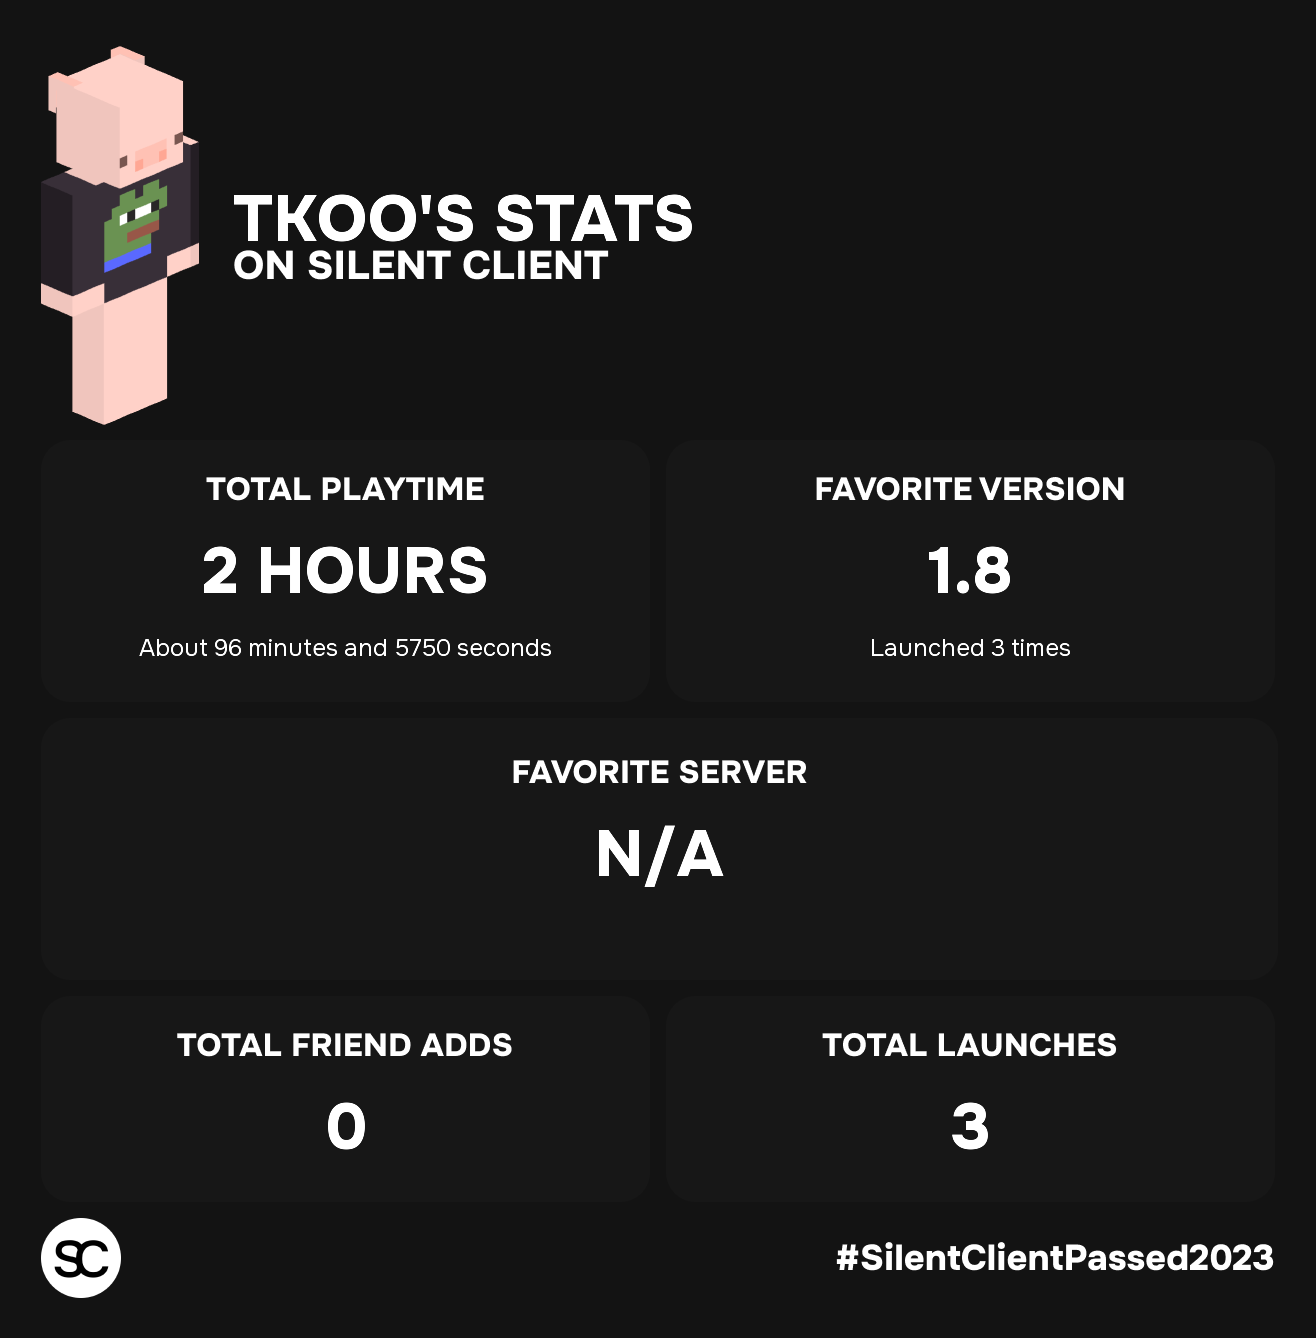 TKOO'S STATS
ON SILENT CLIENT
TOTAL PLAYTIME
2 HOURS
About 96 minutes and 5750 seconds
FAVORITE VERSION
1.8
Launched 3 times
FAVORITE SERVER
N/A
TOTAL FRIEND ADDS
0
TOTAL LAUNCHES
3
SC
#SilentClientPassed2023